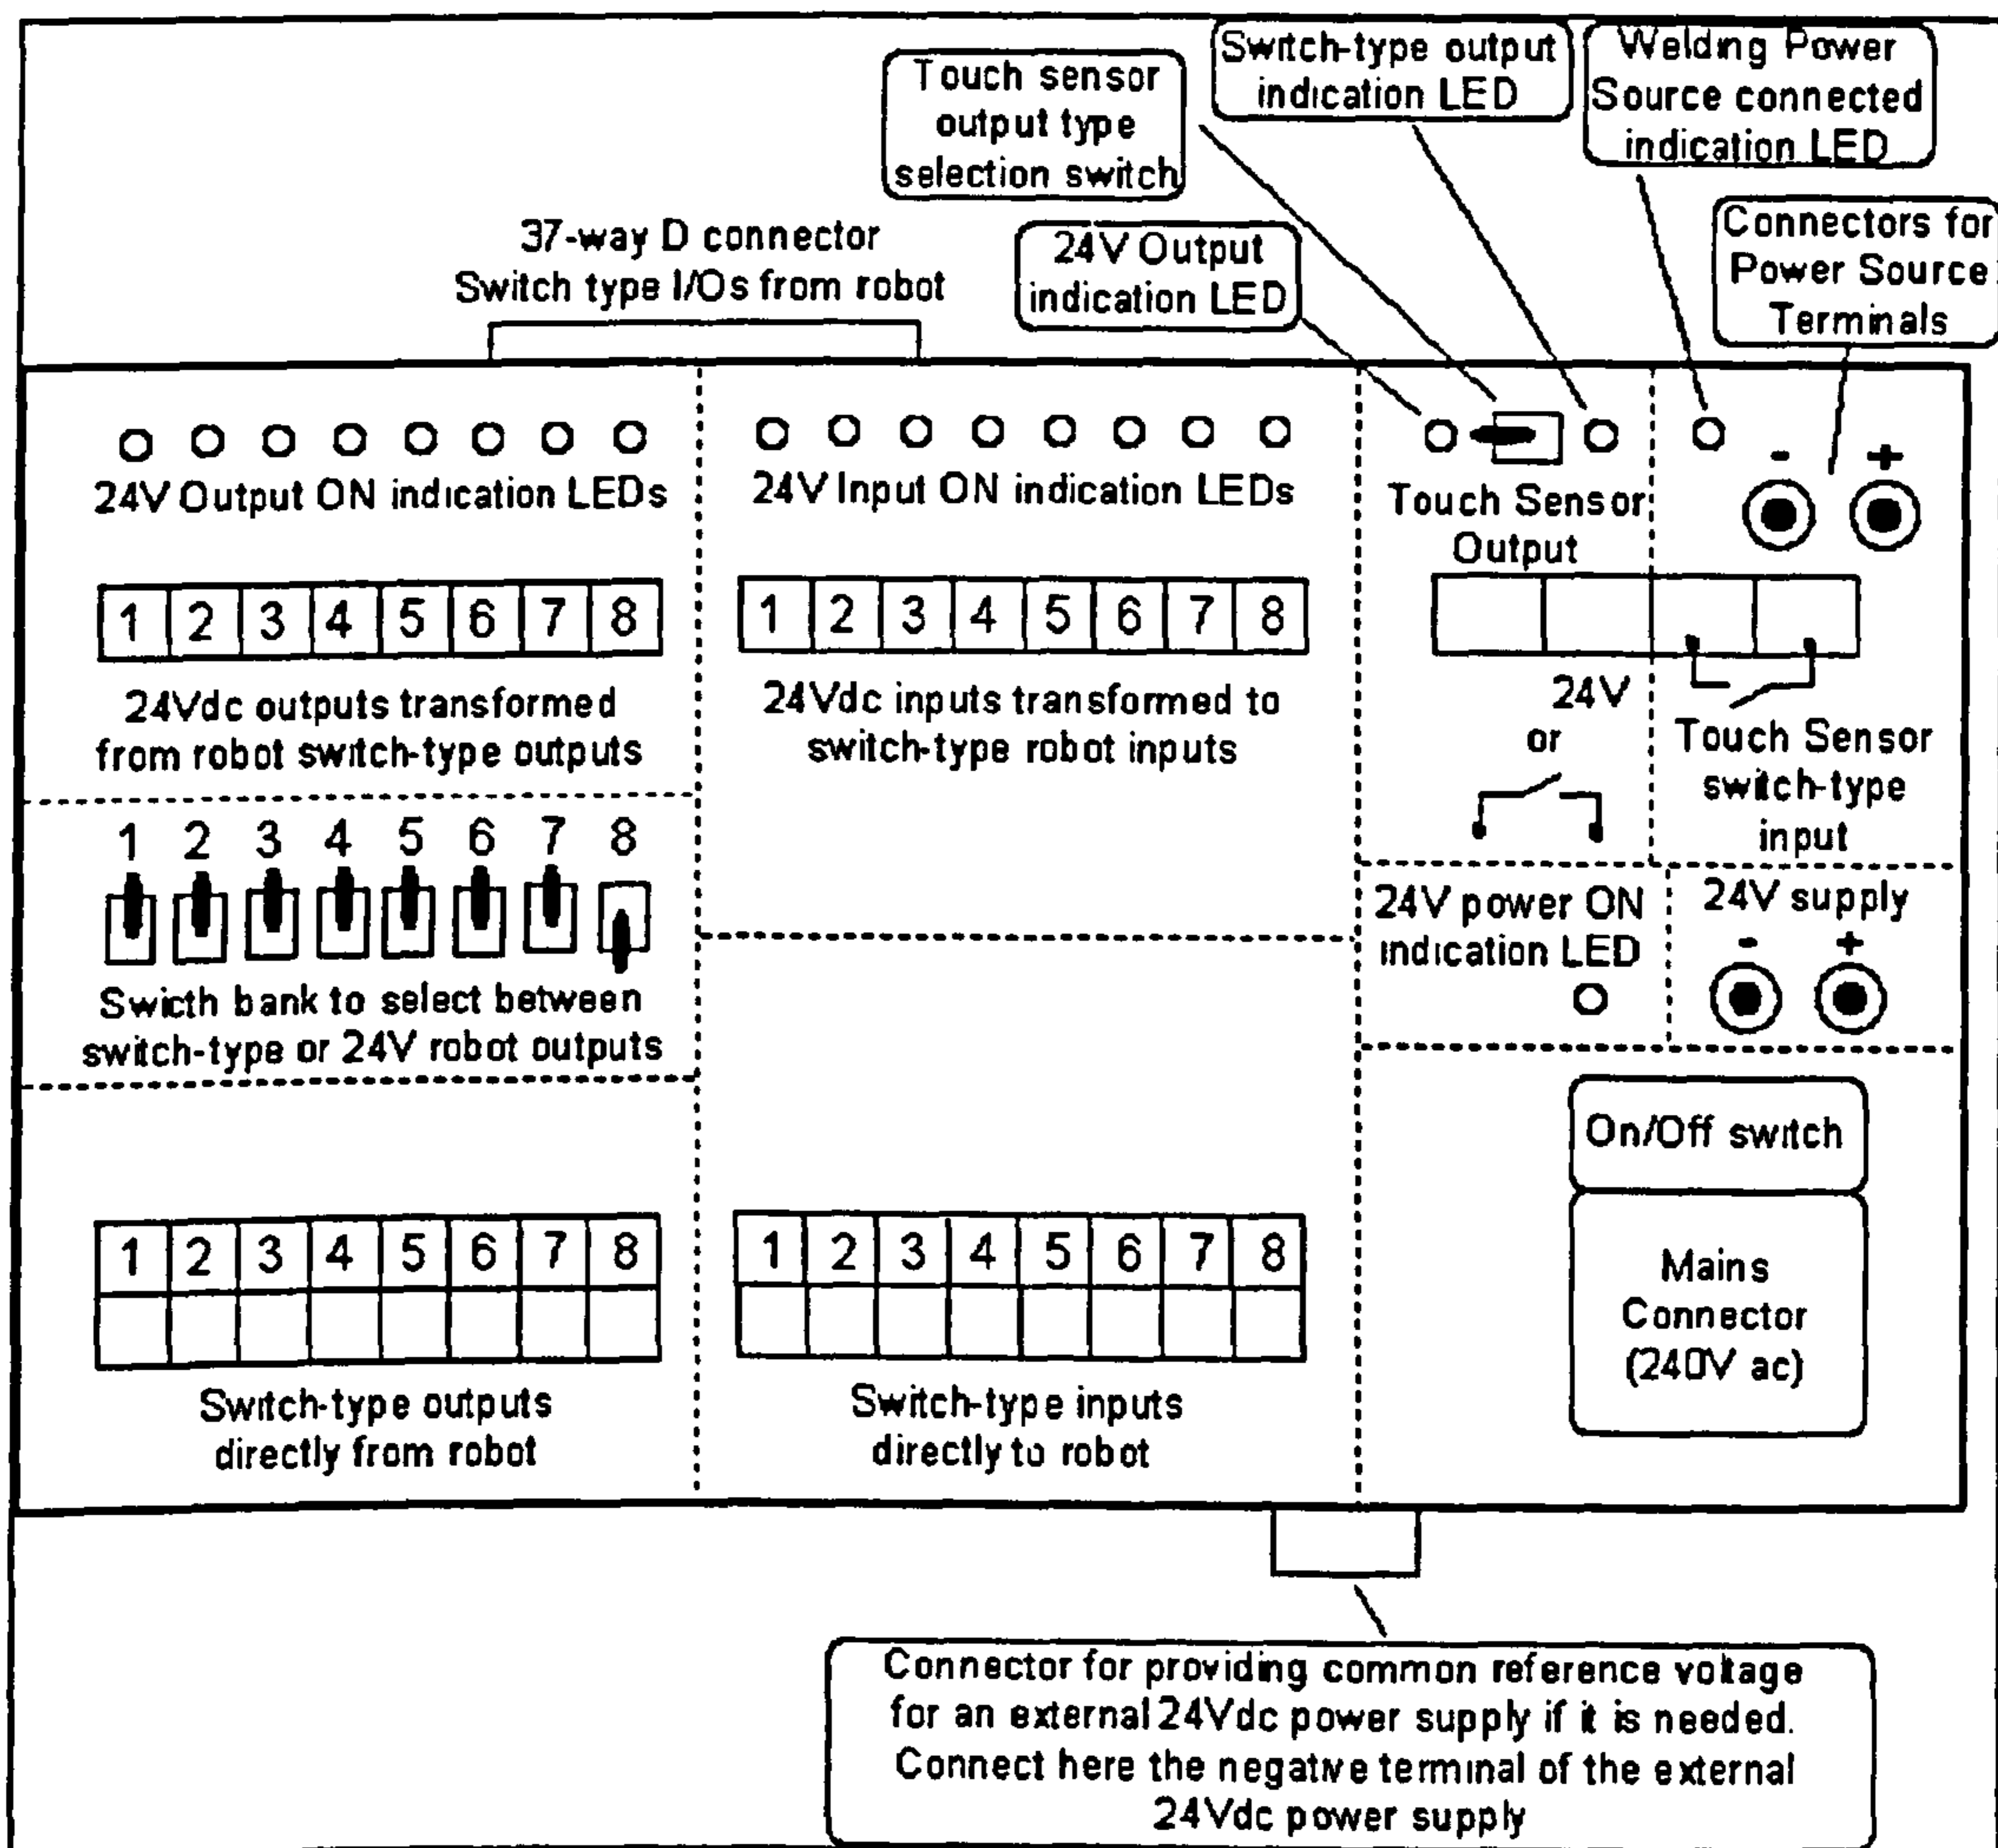 Touch sensor
output type
selection switch
Switch-type output
indication LED
Welding Power
Source connected
indication LED
37-way D connector
Switch type I/Os from robot
24V Output
indication LED
Connectors for
Power Source
Terminals
24V Output ON indication LEDs
24V Input ON indication LEDs
Touch Sensor
Output
- +
1 2 3 4 5 6 7 8
1 2 3 4 5 6 7 8
24Vdc outputs transformed
from robot switch-type outputs
24Vdc inputs transformed to
switch-type robot inputs
24V
or
Touch Sensor
switch-type
input
1 2 3 4 5 6 7 8
Swicth bank to select between
switch-type or 24V robot outputs
24V power ON
indication LED
24V supply
- +
On/Off switch
Mains
Connector
(240V ac)
1 2 3 4 5 6 7 8
1 2 3 4 5 6 7 8
Switch-type outputs
directly from robot
Switch-type inputs
directly to robot
Connector for providing common reference voltage
for an external 24Vdc power supply if it is needed.
Connect here the negative terminal of the external
24Vdc power supply